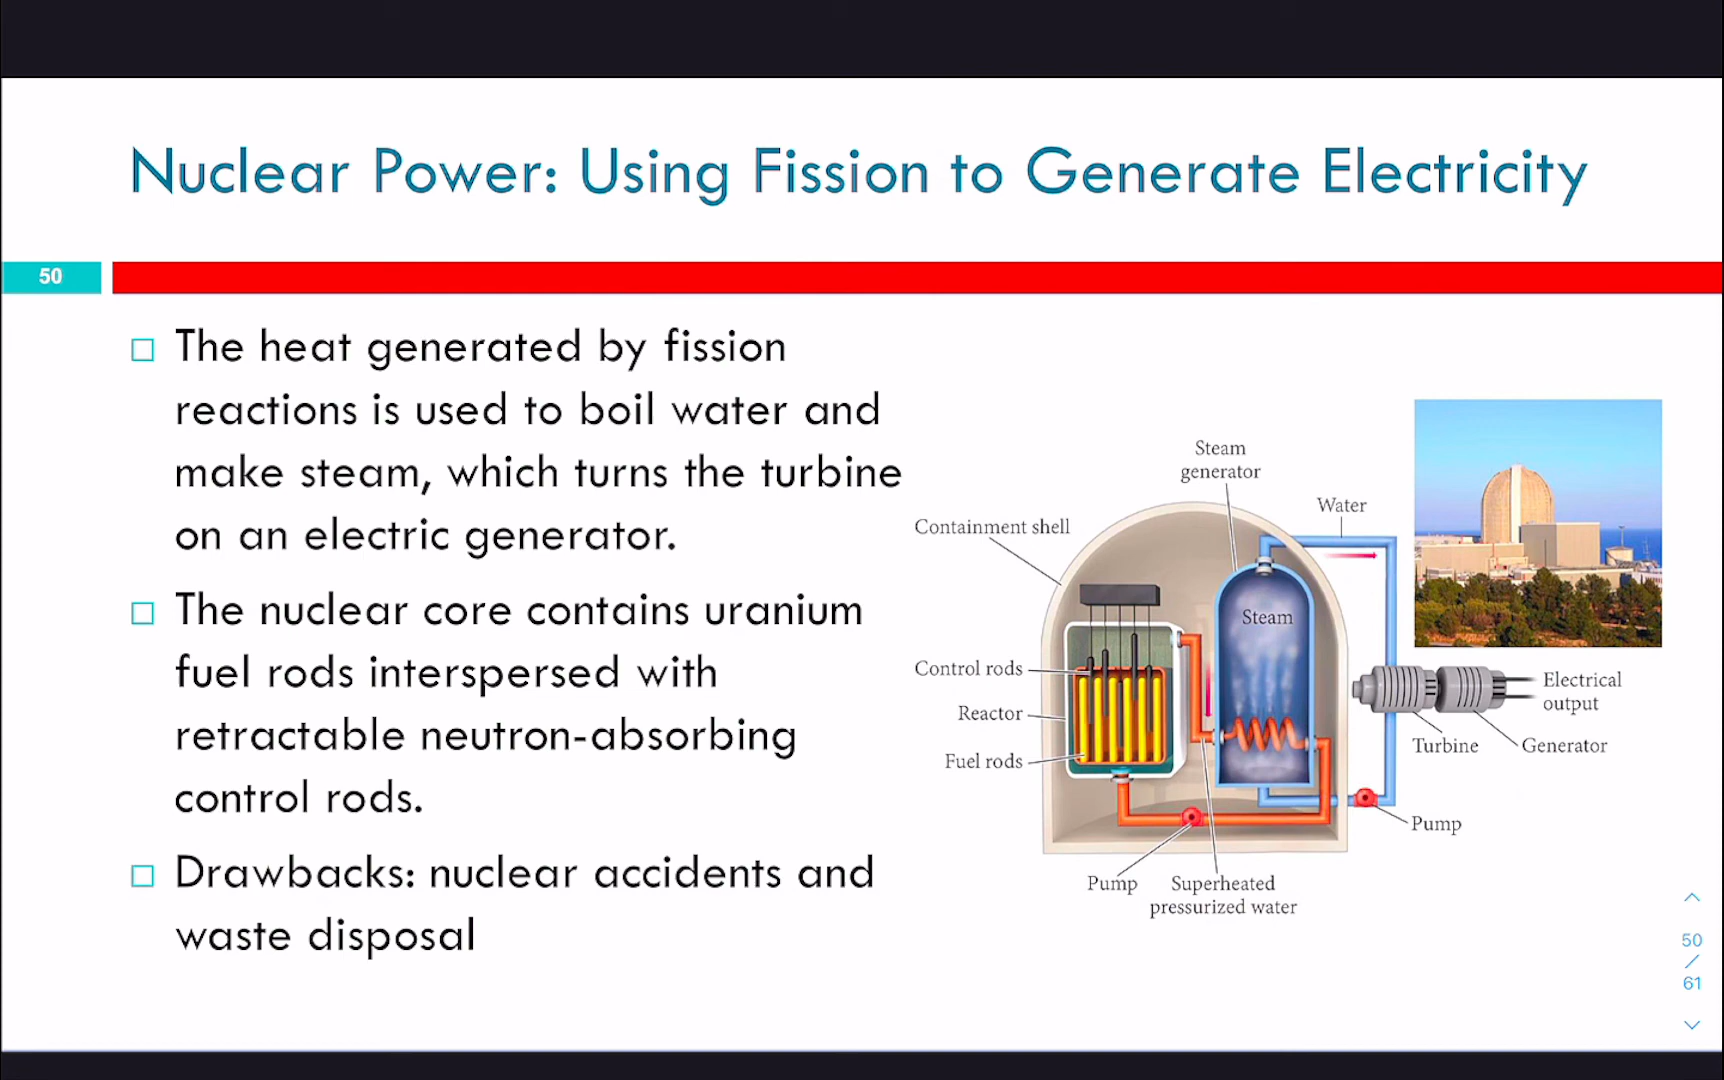 Nuclear Power: Using Fission to Generate Electricity
50
□ The heat generated by fission
reactions is used to boil water and
make steam, which turns the turbine
on an electric generator.
□ The nuclear core contains uranium
fuel rods interspersed with
retractable neutron-absorbing
control rods.
□ Drawbacks: nuclear accidents and
waste disposal
Steam
generator
Water
Containment shell
Steam
Control rods
Reactor
Fuel rods
Electrical
output
Turbine
Generator
Pump
Pump
Superheated
pressurized water
50
/
61